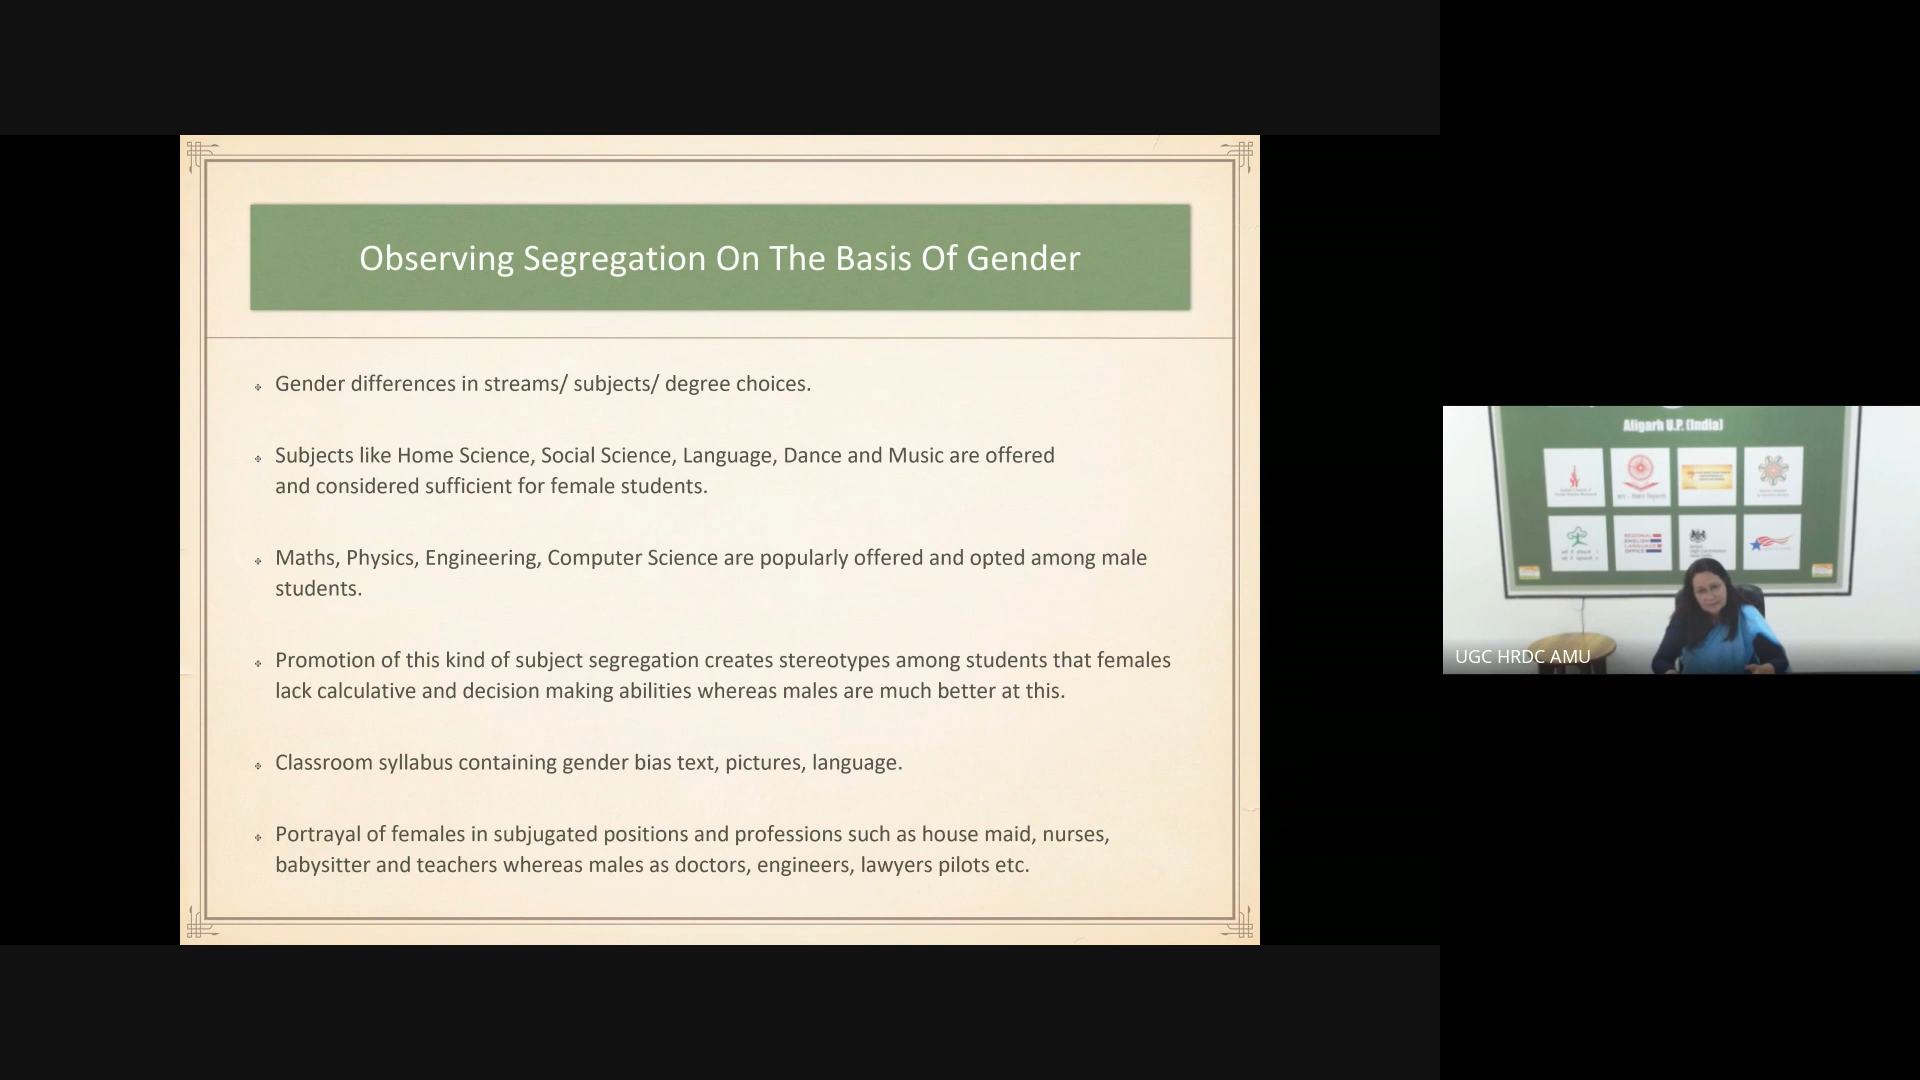 Observing Segregation On The Basis Of Gender
Gender differences in streams/ subjects/ degree choices.
Subjects like Home Science, Social Science, Language, Dance and Music are offered
and considered sufficient for female students.
Maths, Physics, Engineering, Computer Science are popularly offered and opted among male
students.
Promotion of this kind of subject segregation creates stereotypes among students that females
lack calculative and decision making abilities whereas males are much better at this.
Classroom syllabus containing gender bias text, pictures, language.
Portrayal of females in subjugated positions and professions such as house maid, nurses,
babysitter and teachers whereas males as doctors, engineers, lawyers pilots etc.
Aligarh U.P. (India)
REGIONAL
ENGLISH
LANGUAGE
OFFICE
UGC HRDC AMU